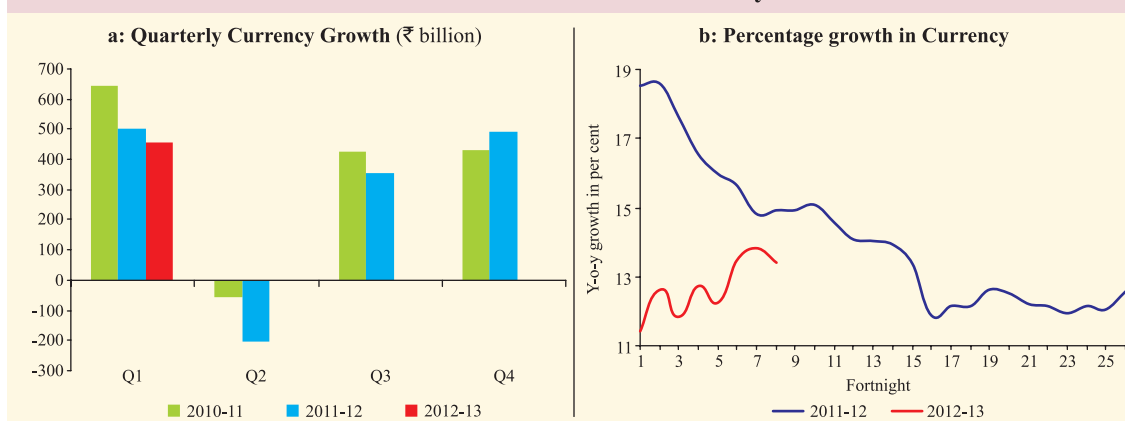 a: Quarterly Currency Growth (₹ billion)
700
600
500
400
300
200
100
0
-100
-200
-300
Q1 Q2 Q3 Q4
2010-11 2011-12 2012-13
b: Percentage growth in Currency
Y-o-y growth in per cent
19
17
15
13
11
1 3 5 7 9 11 13 15 17 19 21 23 25
Fortnight
2011-12 2012-13